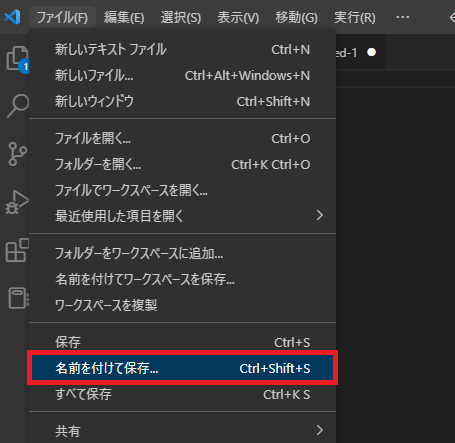 ファイル(F) 編集(E) 選択(S) 表示(V) 移動(G) 実行(R) ...
ed-1
1
新しいテキスト ファイル Ctrl+N
新しいファイル... Ctrl+Alt+Windows+N
新しいウィンドウ Ctrl+Shift+N
ファイルを開く... Ctrl+O
フォルダーを開く... Ctrl+K Ctrl+O
ファイルでワークスペースを開く...
最近使用した項目を開く
フォルダーをワークスペースに追加...
名前を付けてワークスペースを保存...
ワークスペースを複製
保存 Ctrl+S
名前を付けて保存... Ctrl+Shift+S
すべて保存 Ctrl+K S
共有